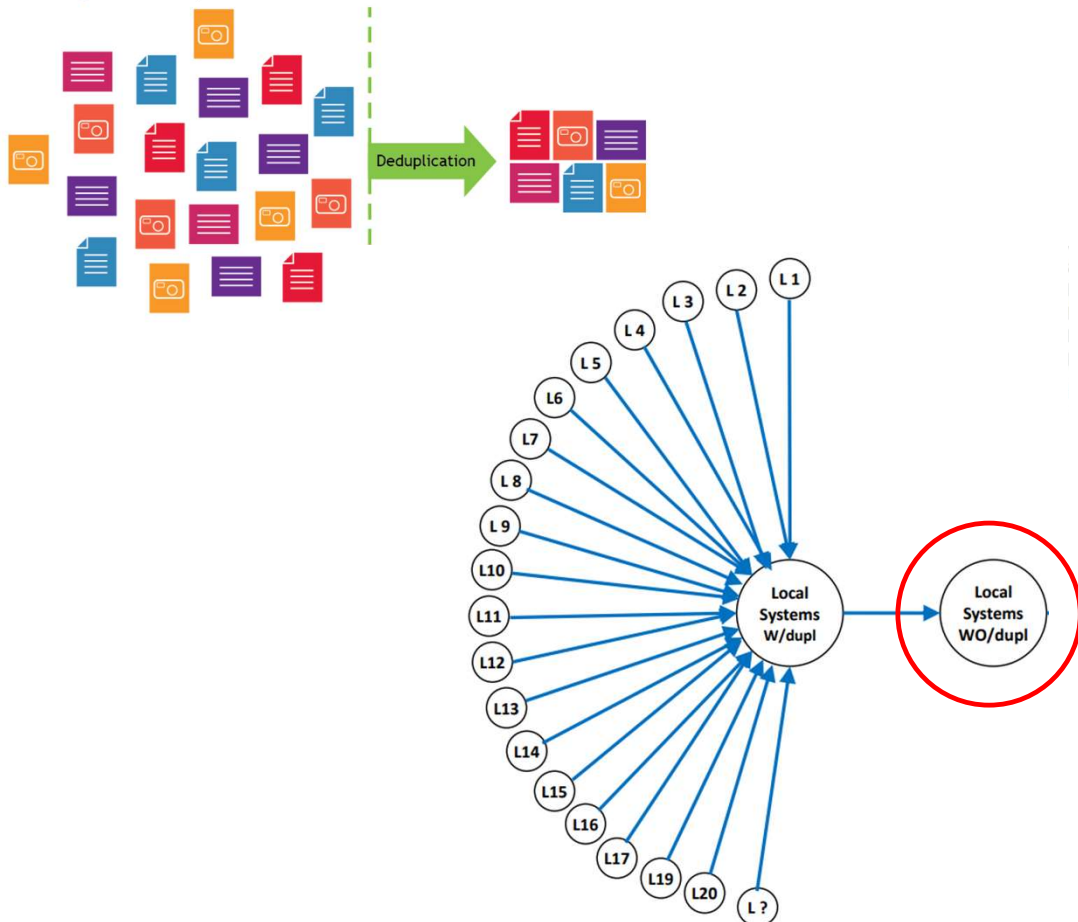 Deduplication
L 1
L 2
L 3
L 4
L 5
L6
L7
L 8
L 9
L10
L11
L12
L13
L14
L15
L16
L17
L19
L20
L ?
Local
Systems
W/dupl
Local
Systems
WO/dupl